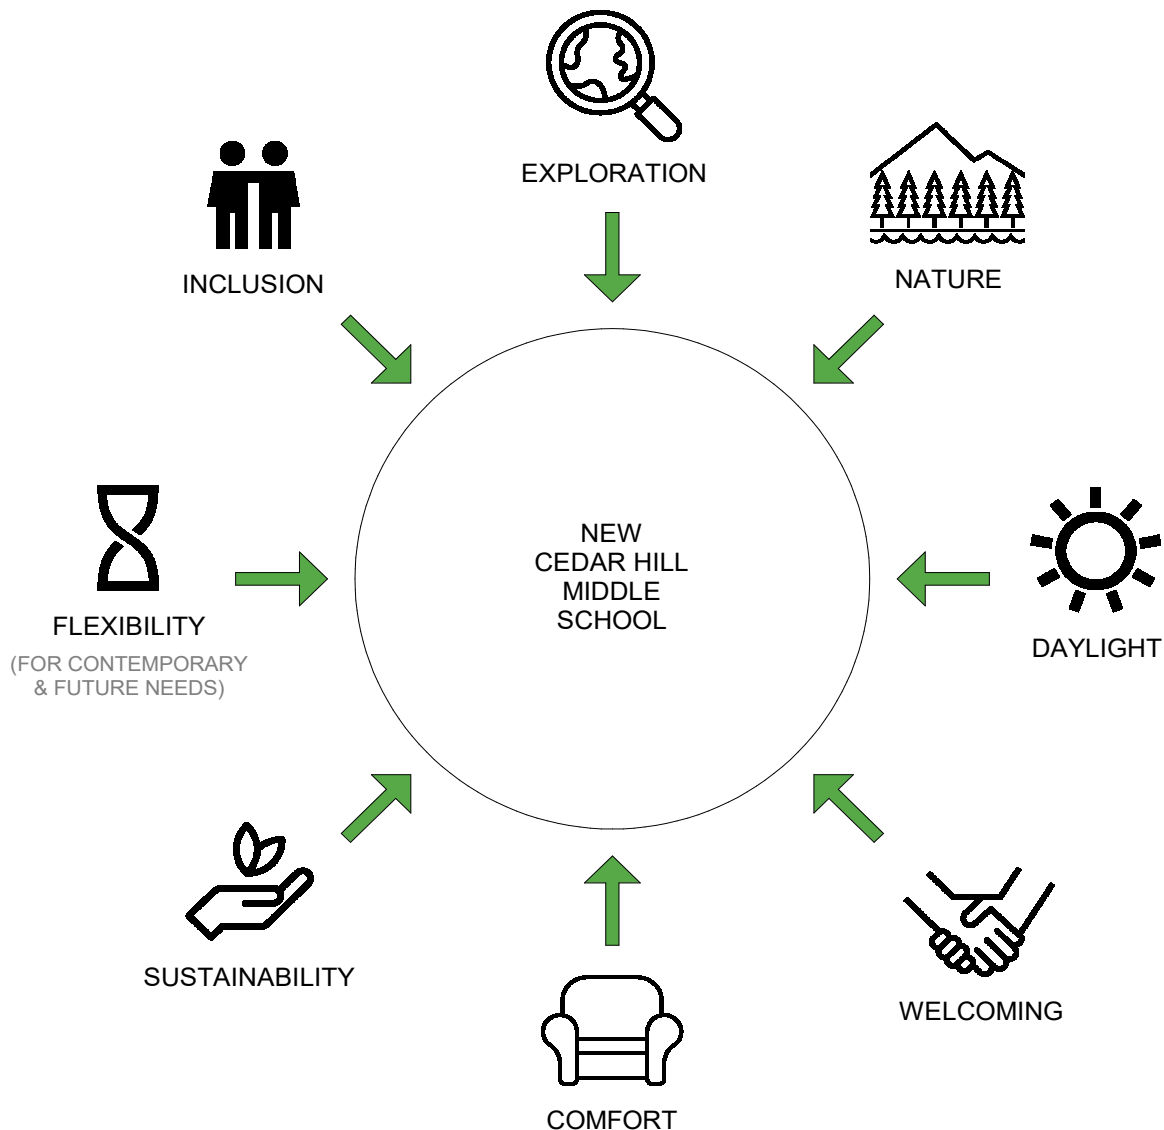 EXPLORATION
NATURE
INCLUSION
NEW
CEDAR HILL
MIDDLE
SCHOOL
FLEXIBILITY
(FOR CONTEMPORARY
& FUTURE NEEDS)
DAYLIGHT
SUSTAINABILITY
WELCOMING
COMFORT